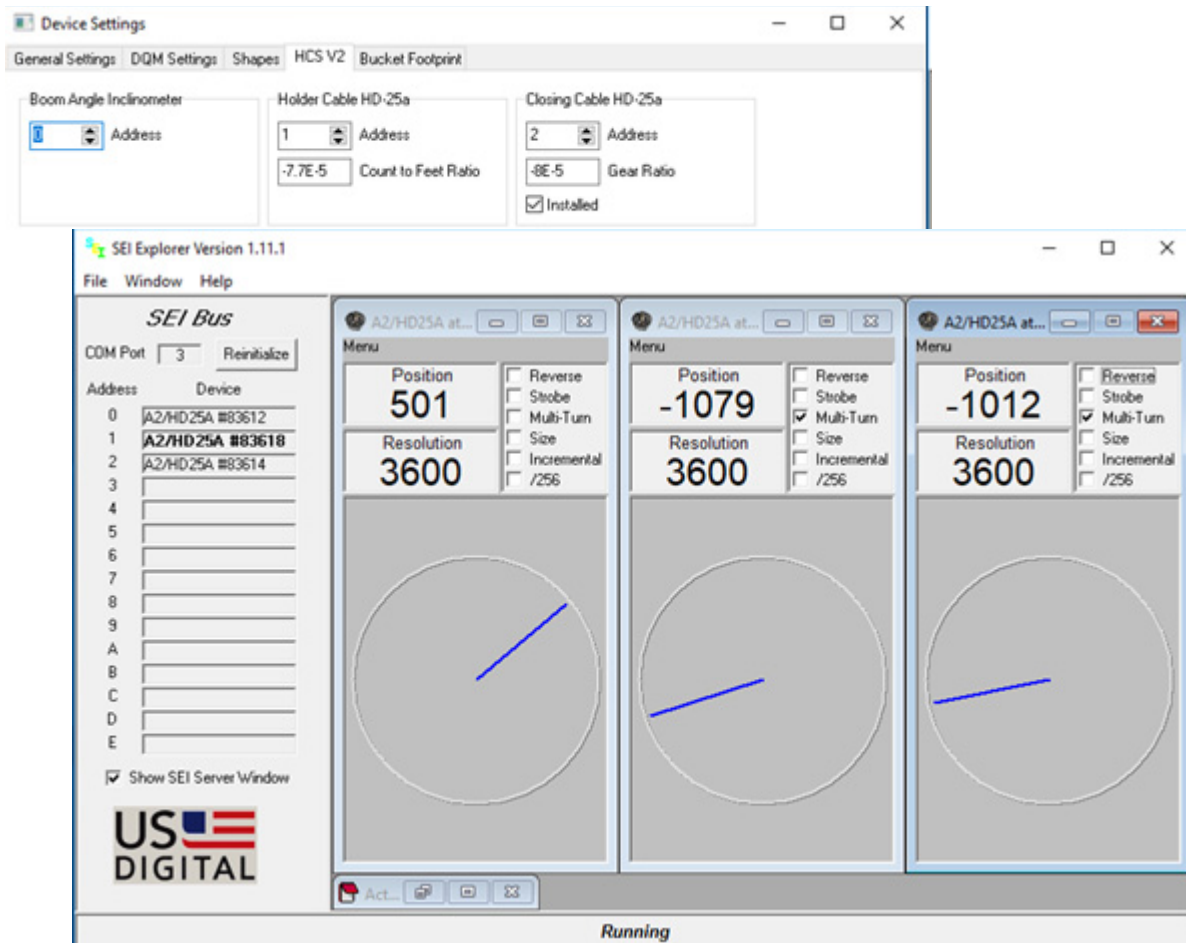 Device Settings
General Settings DQM Settings Shapes HCS V2 Bucket Footprint
Boom Angle Inclinometer Holder Cable HD-25a Closing Cable HD-25a
0 Address 1 Address 2 Address
-7.7E-5 Count to Feet Ratio -8E-5 Gear Ratio
Installed
SEI Explorer Version 1.11.1
File Window Help
SEI Bus
COM Port 3 Reinitialize
Address Device
0 A2/HD25A #83612
1 A2/HD25A #83618
2 A2/HD25A #83614
3
4
5
6
7
8
9
A
B
C
D
E
Show SEI Server Window
US DIGITAL
A2/HD25A at...
Menu
Position
501
Resolution
3600
Reverse
Strobe
Multi-Turn
Size
Incremental
/256
A2/HD25A at...
Menu
Position
-1079
Resolution
3600
Reverse
Strobe
Multi-Turn
Size
Incremental
/256
A2/HD25A at...
Menu
Position
-1012
Resolution
3600
Reverse
Strobe
Multi-Turn
Size
Incremental
/256
Act...
Running